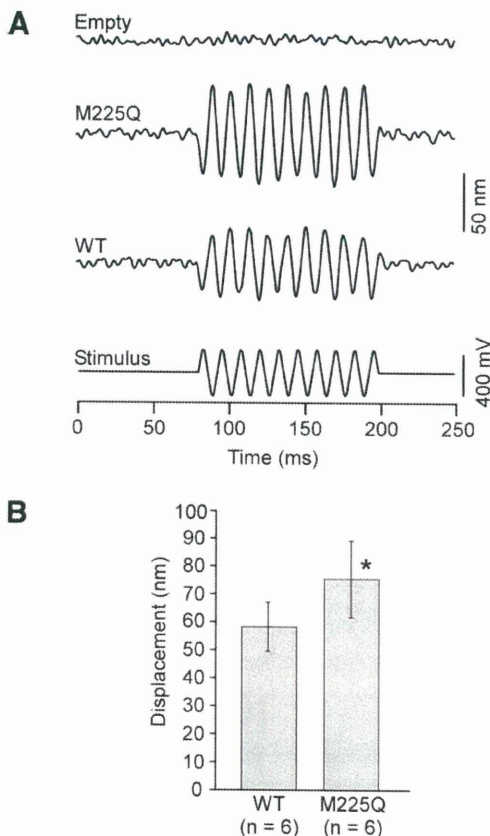 A
Empty
M225Q
50 nm
WT
Stimulus
400 mV
0 50 100 150 200 250
Time (ms)
B
Displacement (nm)
100
90
80
70
60
50
40
30
20
10
0
*
WT M225Q
(n = 6) (n = 6)